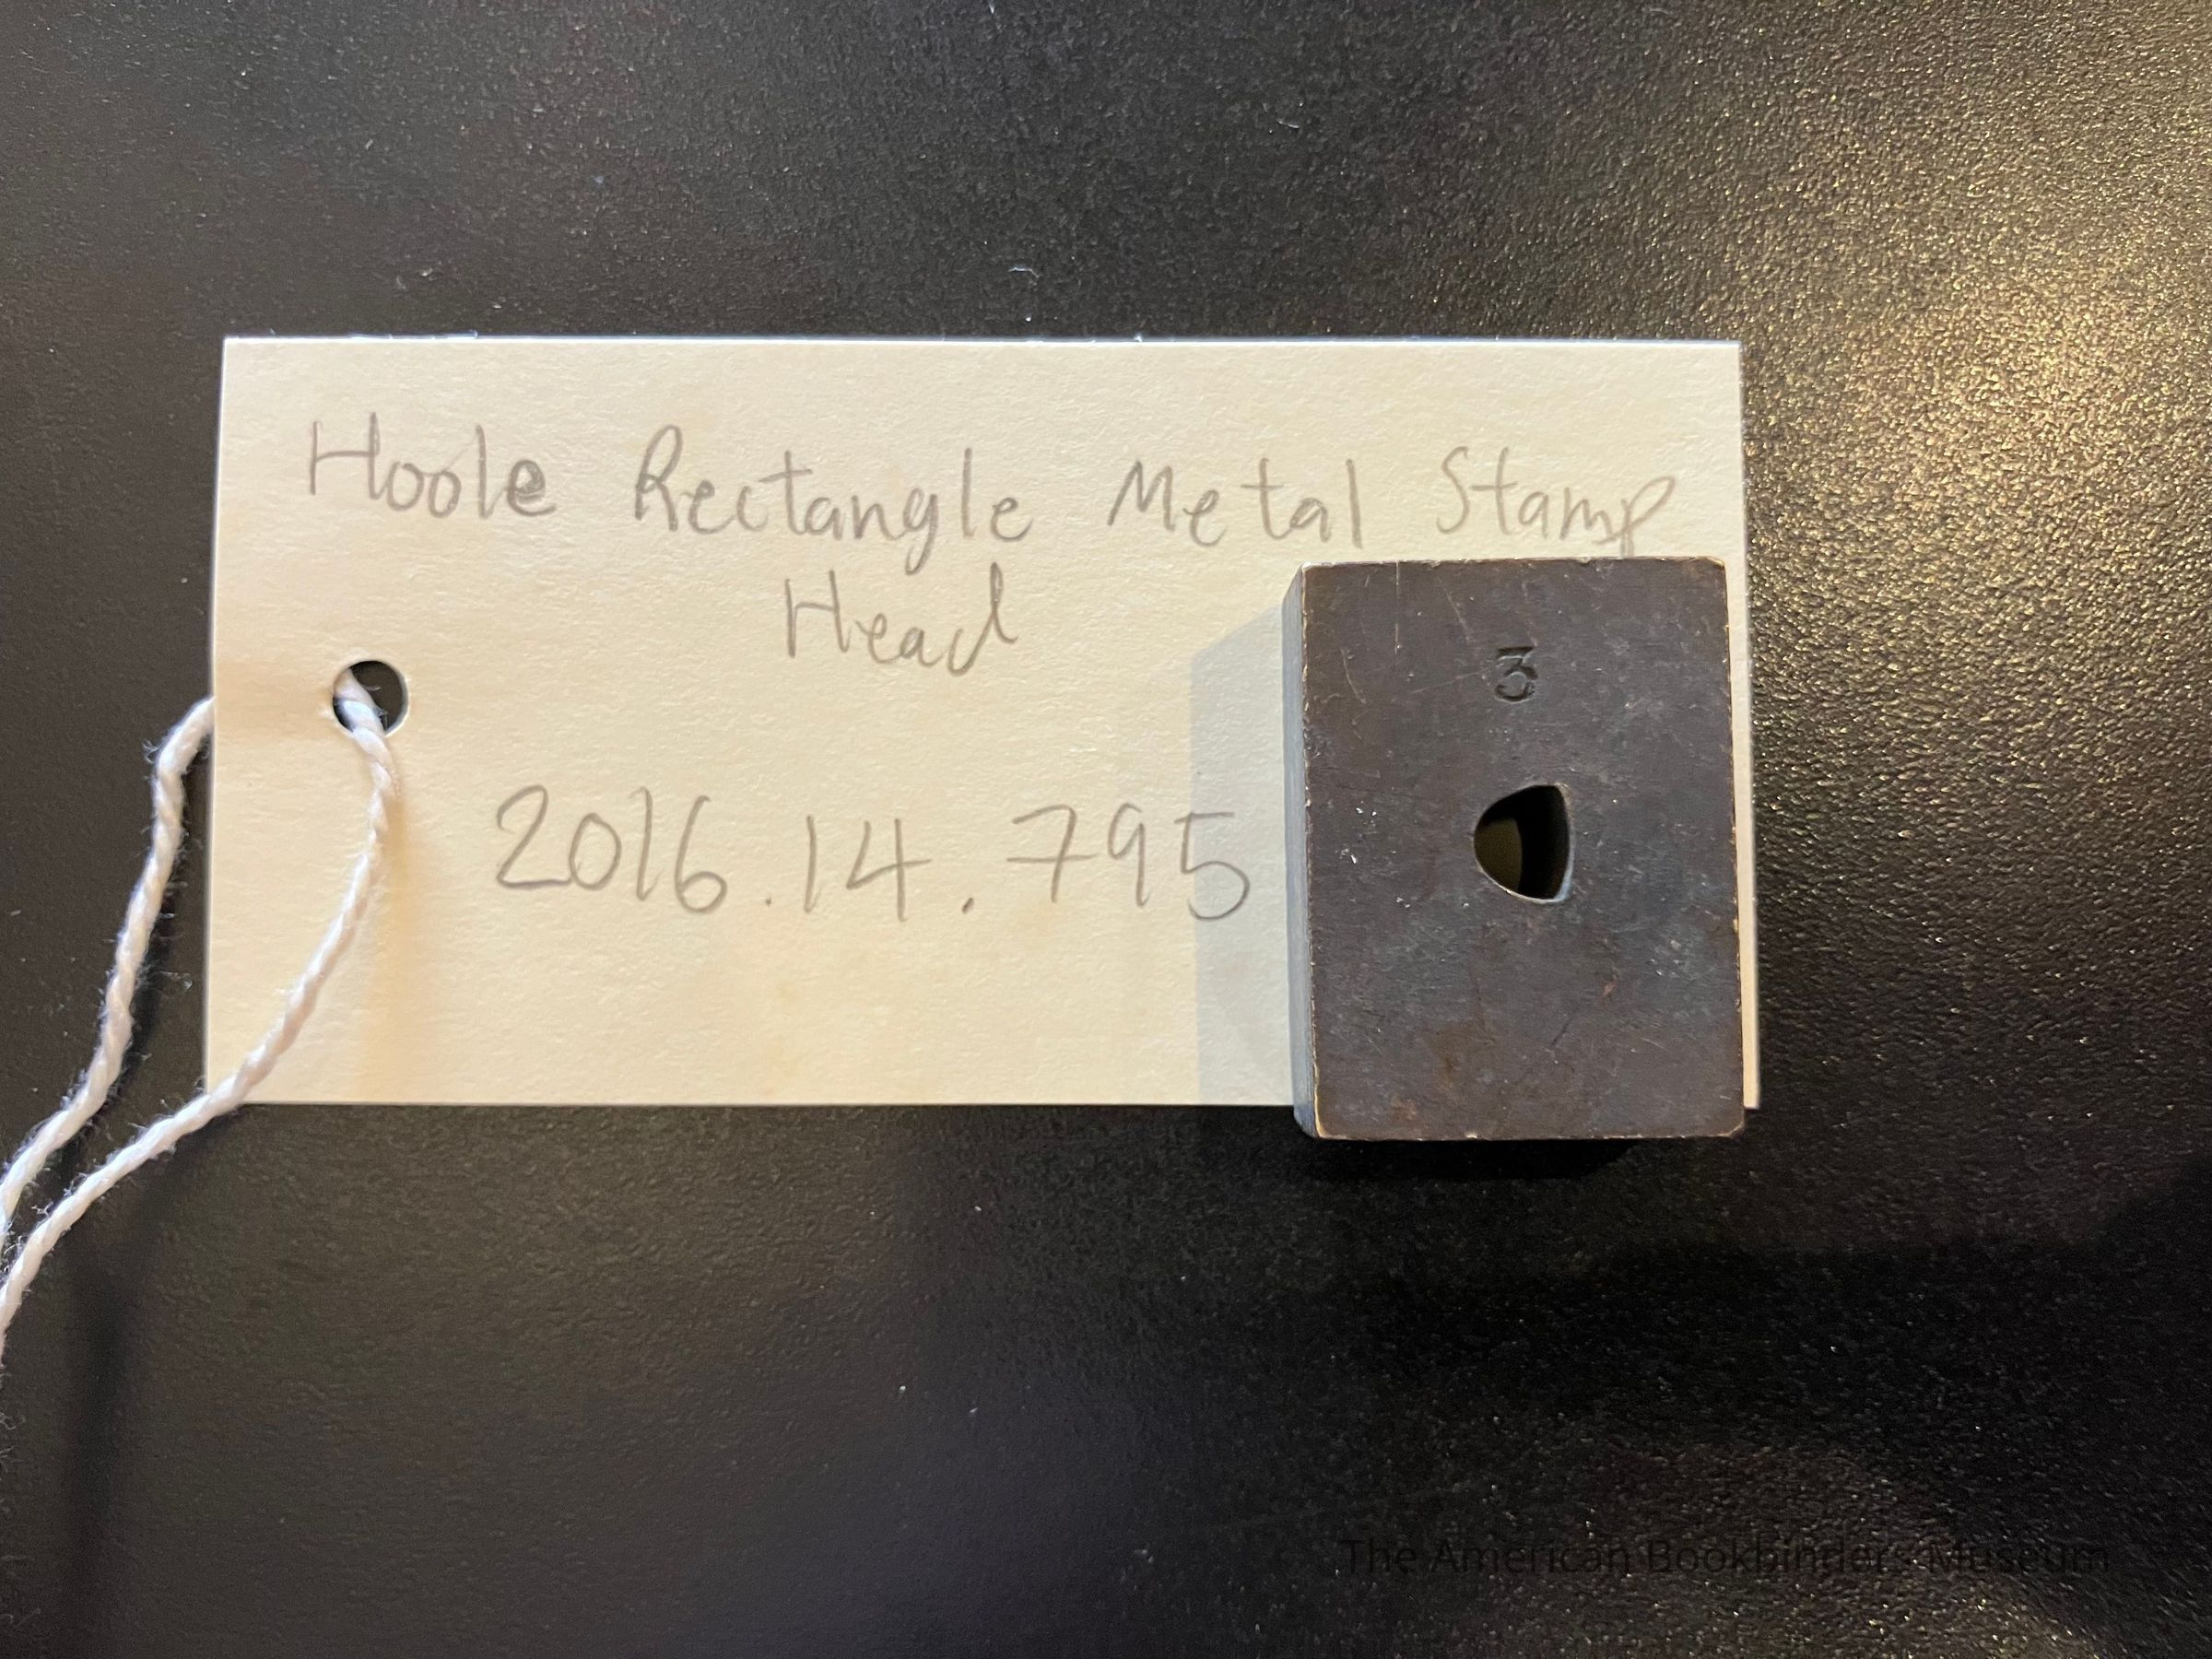 Hoole Rectangle Metal Stamp
Head
3
2016.14.795
The American Bookbinders Museum